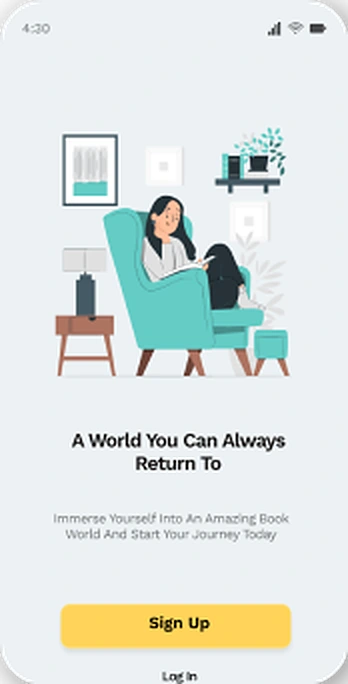 4:30
A World You Can Always
Return To
Immerse Yourself Into An Amazing Book
World And Start Your Journey Today
Sign Up
Log In